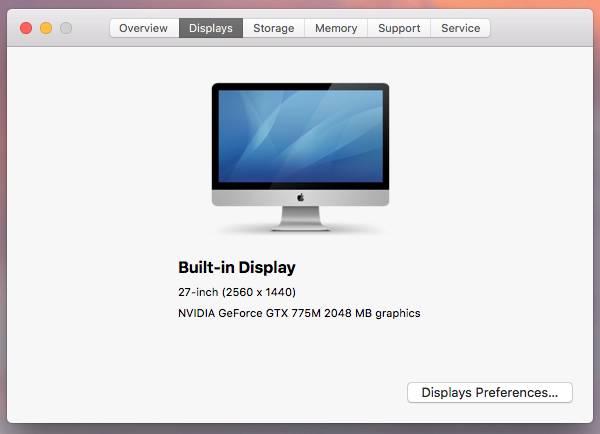 Overview Displays Storage Memory Support Service
Built-in Display
27-inch (2560 x 1440)
NVIDIA GeForce GTX 775M 2048 MB graphics
Displays Preferences...